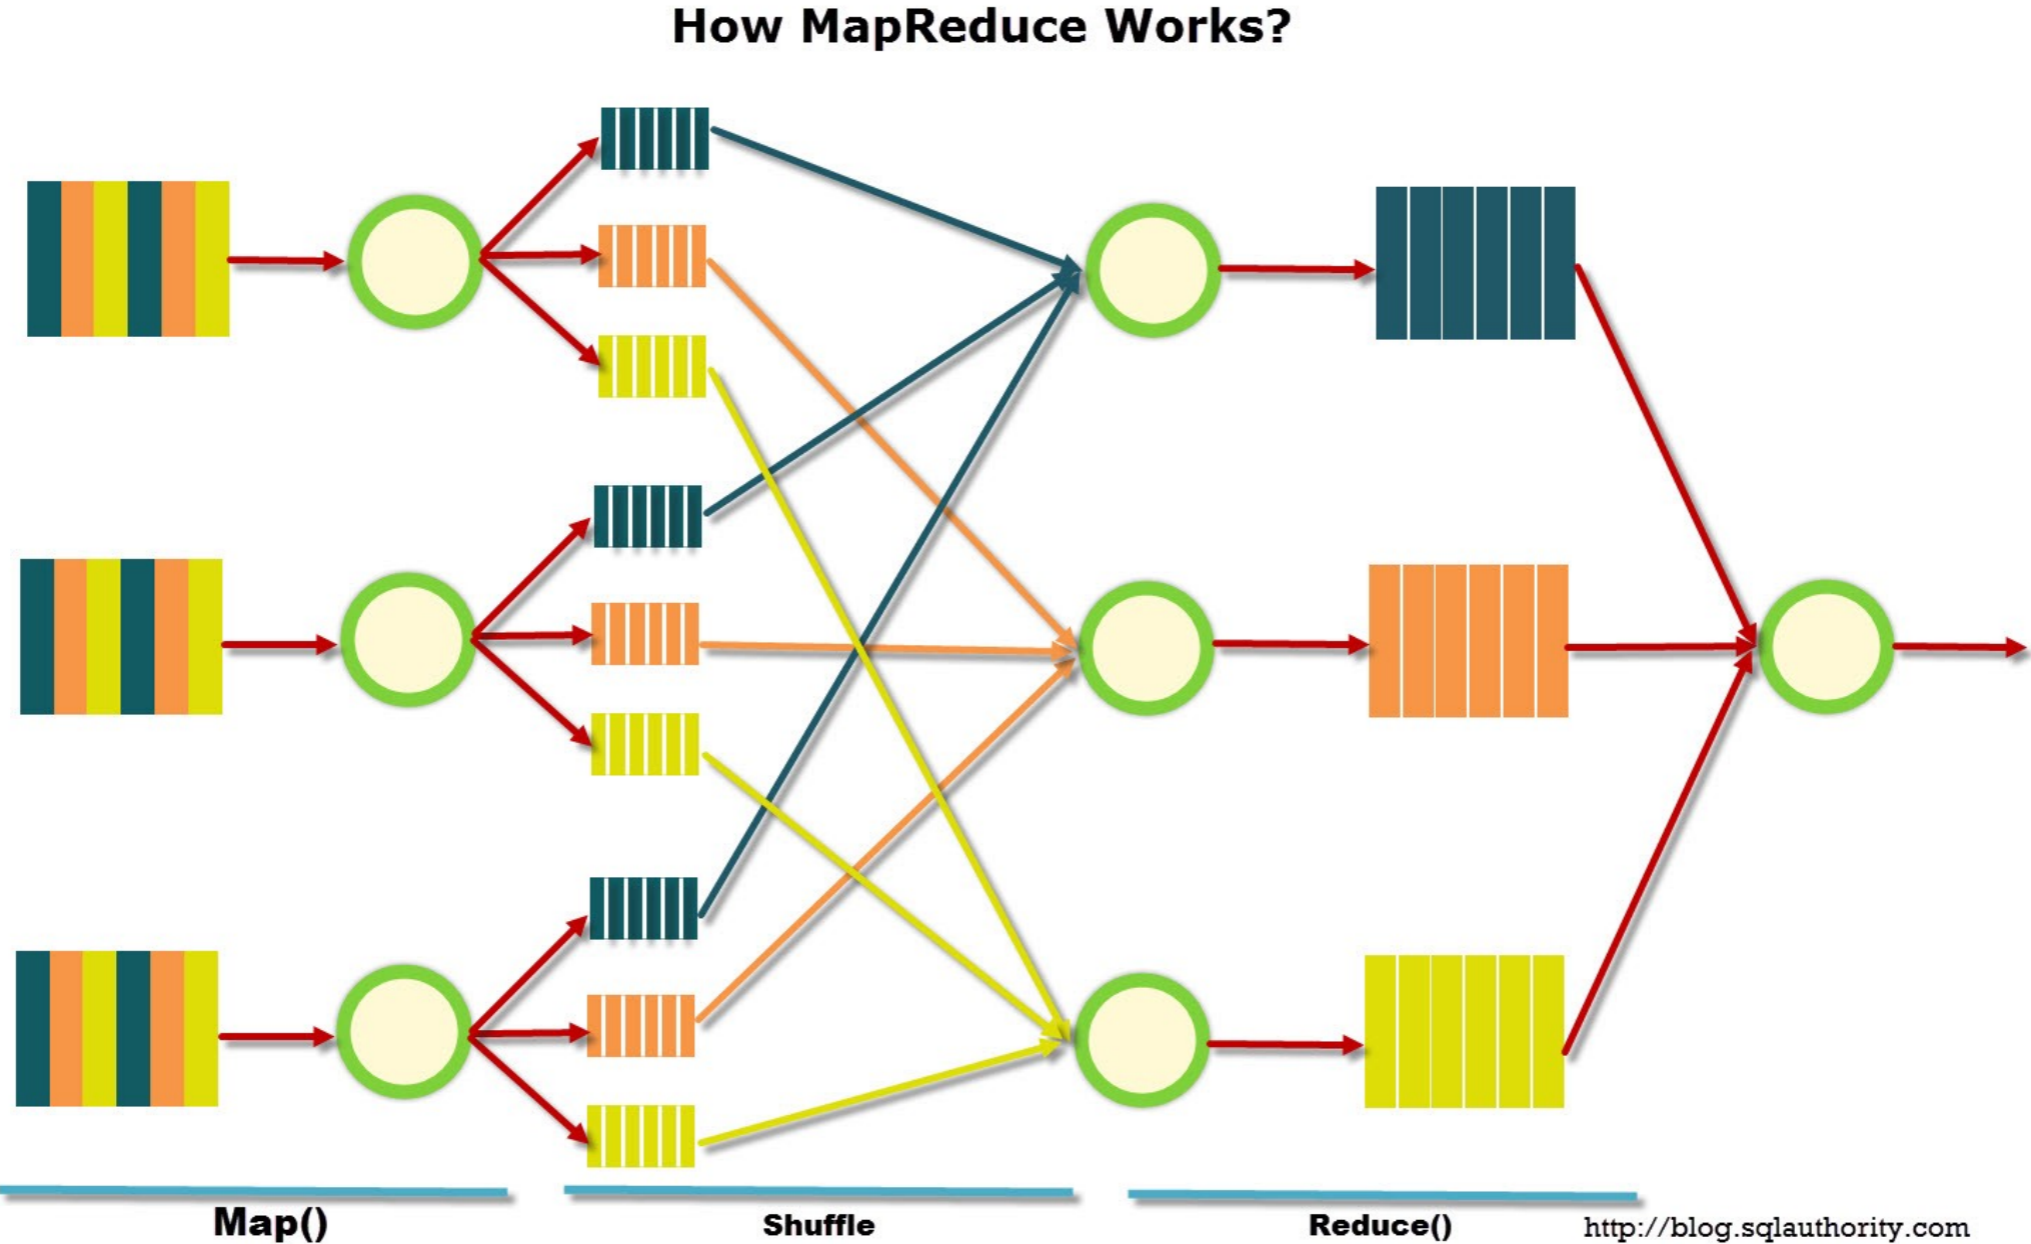 How MapReduce Works?
Map()
Shuffle
Reduce()
http://blog.sqlauthority.com